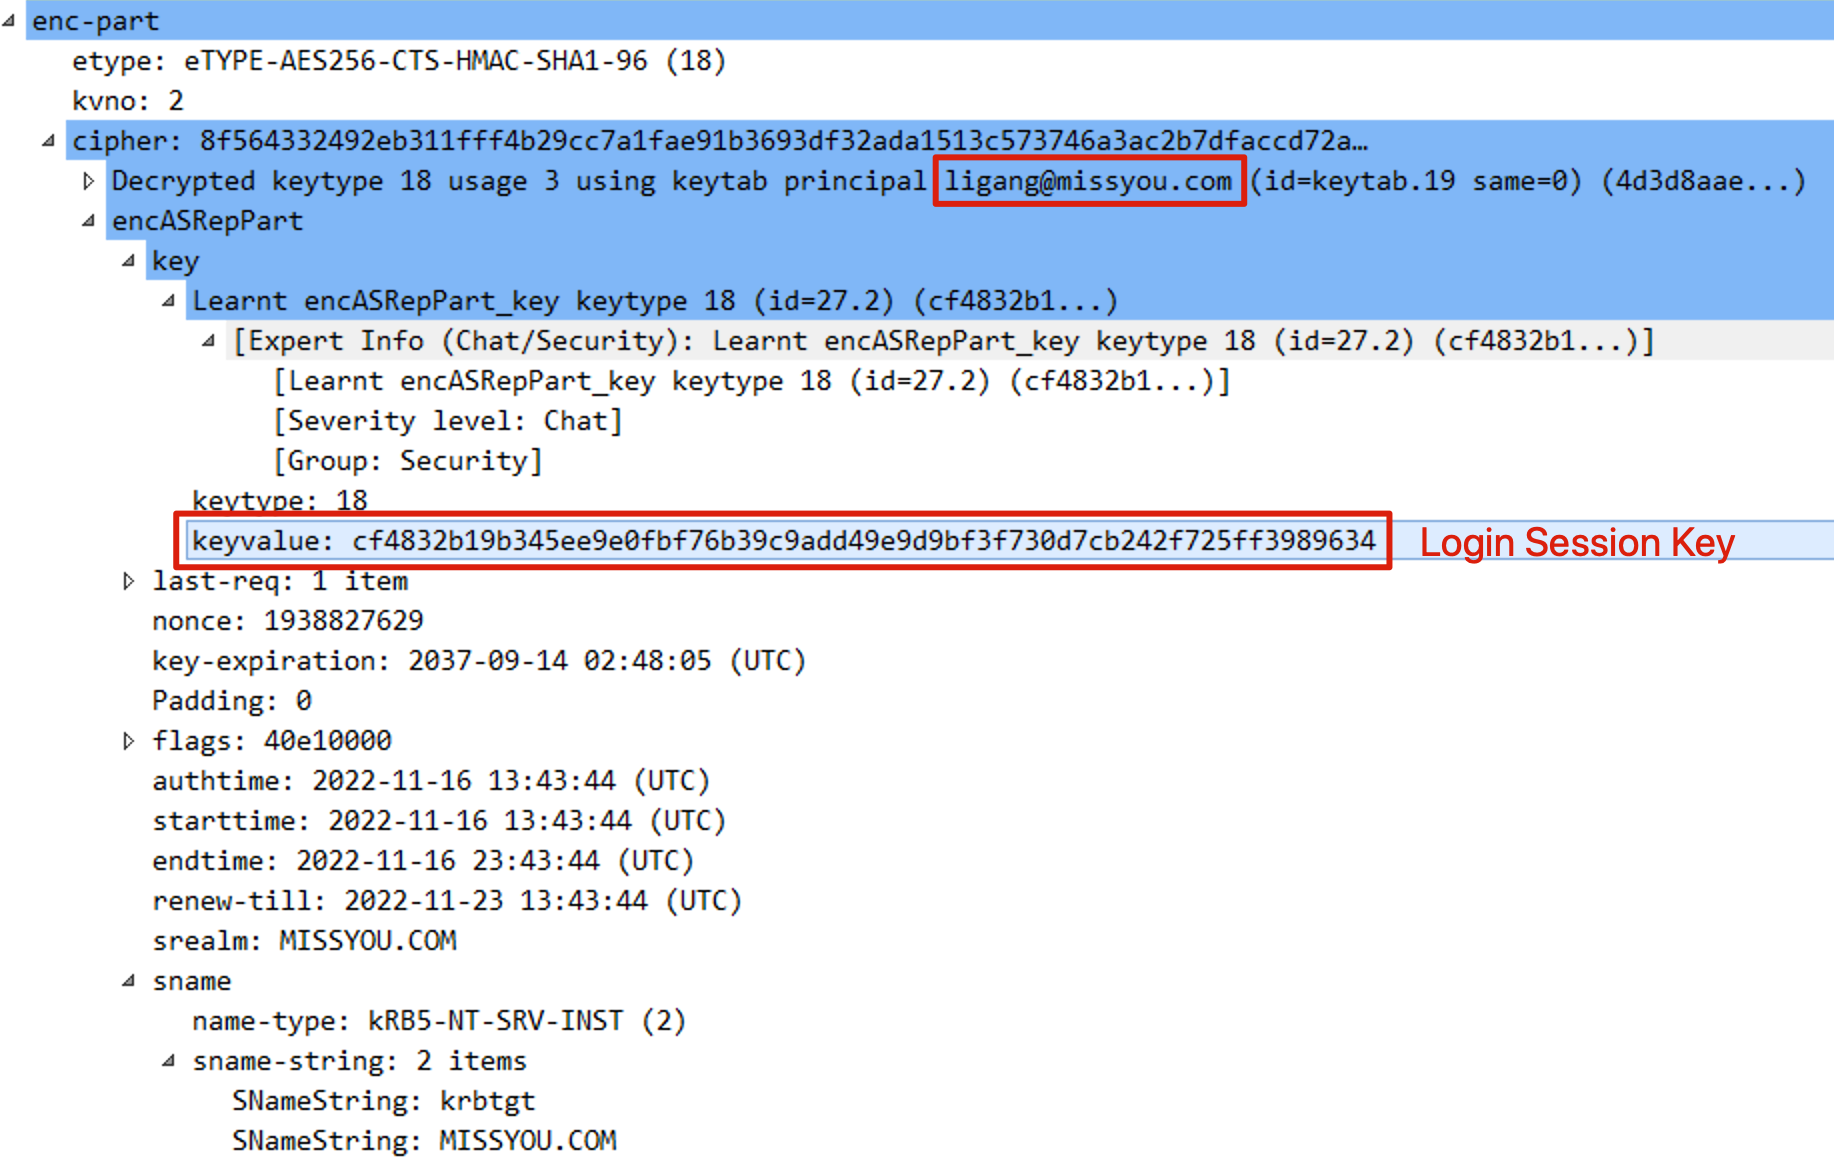 enc-part
etype: eTYPE-AES256-CTS-HMAC-SHA1-96 (18)
kvno: 2
cipher: 8f564332492eb311fff4b29cc7a1fae91b3693df32ada1513c573746a3ac2b7dfaccd72a…
Decrypted keytype 18 usage 3 using keytab principal ligang@missyou.com (id=keytab.19 same=0) (4d3d8aae...)
encASRepPart
key
Learnt encASRepPart_key keytype 18 (id=27.2) (cf4832b1...)
[Expert Info (Chat/Security): Learnt encASRepPart_key keytype 18 (id=27.2) (cf4832b1...)]
[Learnt encASRepPart_key keytype 18 (id=27.2) (cf4832b1...)]
[Severity level: Chat]
[Group: Security]
keytype: 18
keyvalue: cf4832b19b345ee9e0fbf76b39c9add49e9d9bf3f730d7cb242f725ff3989634 Login Session Key
last-req: 1 item
nonce: 1938827629
key-expiration: 2037-09-14 02:48:05 (UTC)
Padding: 0
flags: 40e10000
authtime: 2022-11-16 13:43:44 (UTC)
starttime: 2022-11-16 13:43:44 (UTC)
endtime: 2022-11-16 23:43:44 (UTC)
renew-till: 2022-11-23 13:43:44 (UTC)
srealm: MISSYOU.COM
sname
name-type: kRB5-NT-SRV-INST (2)
sname-string: 2 items
SNameString: krbtgt
SNameString: MISSYOU.COM